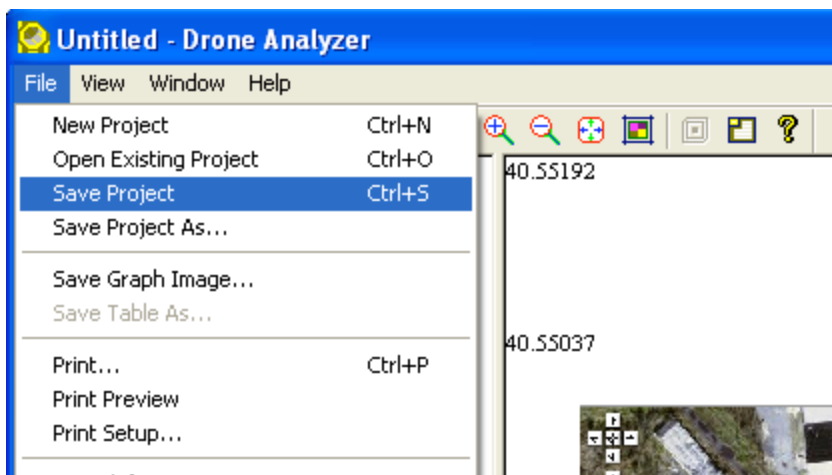 Untitled - Drone Analyzer
File View Window Help
New Project Ctrl+N
Open Existing Project Ctrl+O
Save Project Ctrl+S
Save Project As...
Save Graph Image...
Save Table As...
Print... Ctrl+P
Print Preview
Print Setup...
40.55192
40.55037